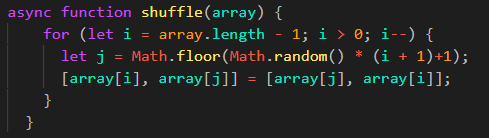 async function shuffle(array) {
for (let i = array.length - 1; i > 0; i--) {
let j = Math.floor(Math.random() * (i + 1)+1);
[array[i], array[j]] = [array[j], array[i]];
}
}